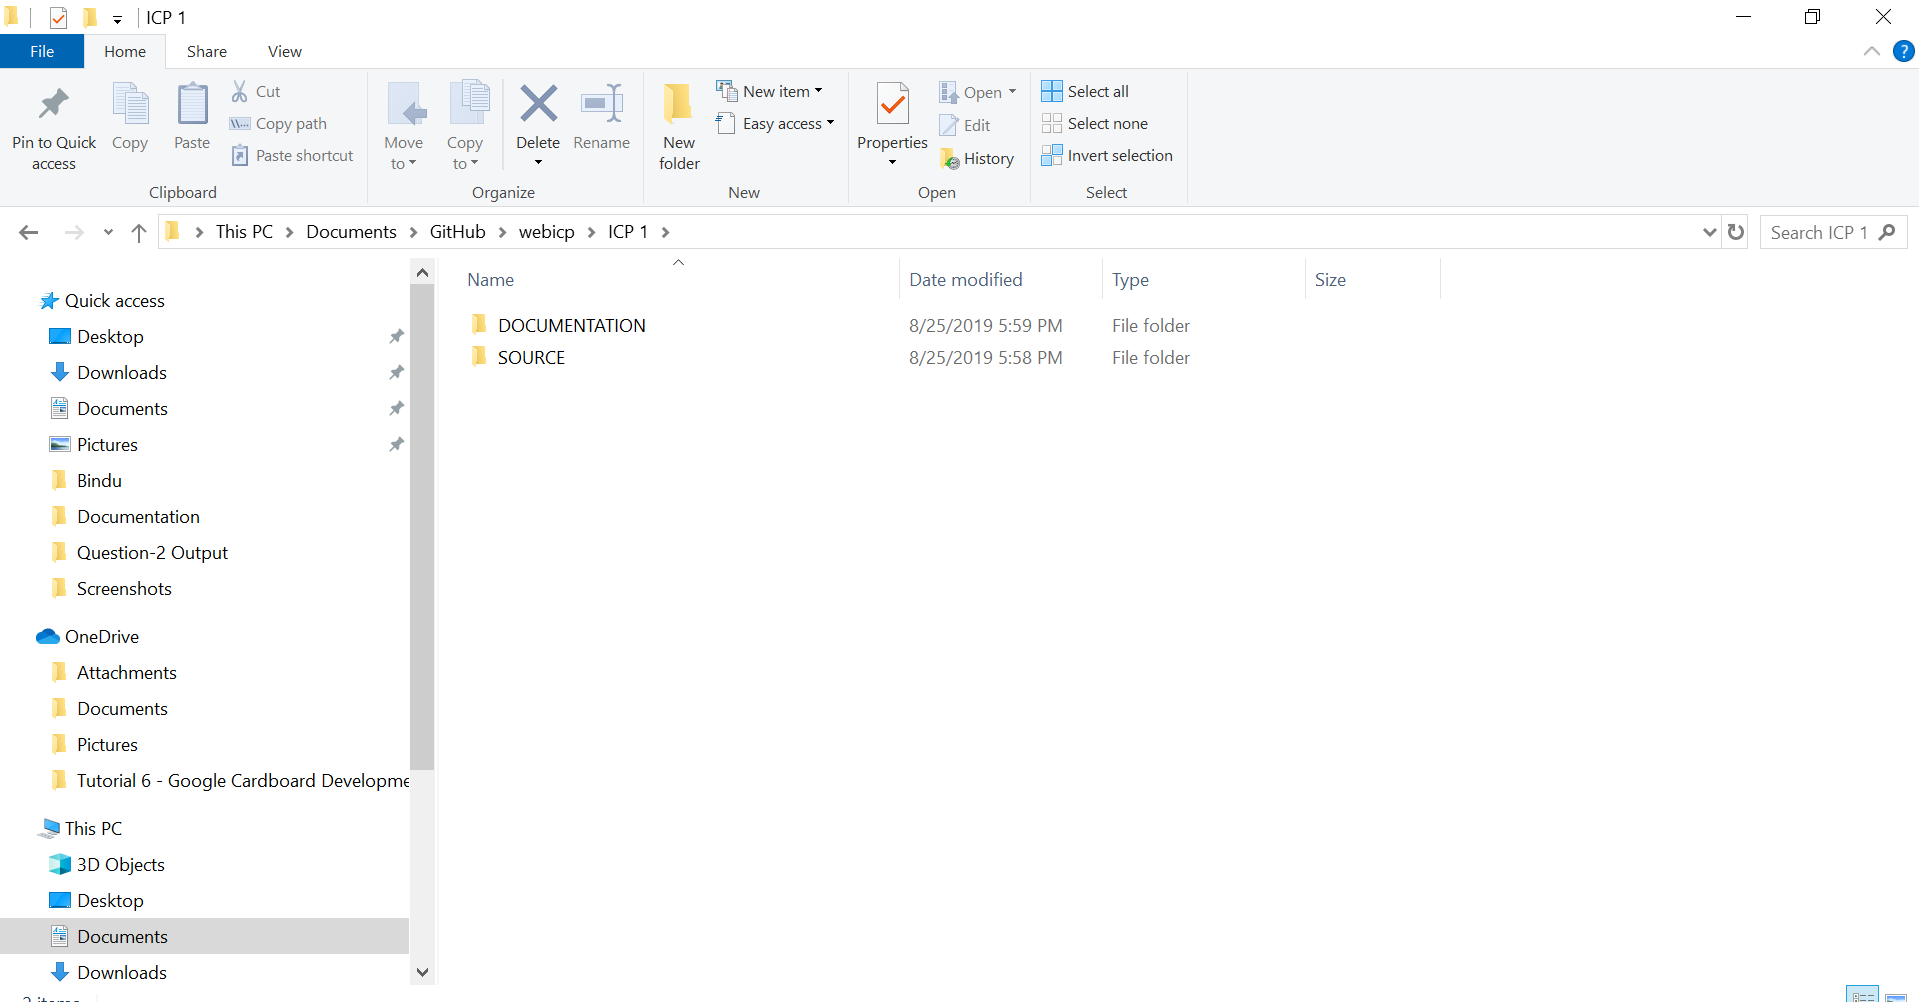 ICP 1
File Home Share View
Pin to Quick access
Copy
Paste
Cut
Copy path
Paste shortcut
Clipboard
Move to
Copy to
Delete
Rename
Organize
New folder
New item
Easy access
New
Properties
Open
Edit
History
Open
Select all
Select none
Invert selection
Select
This PC > Documents > GitHub > webicp > ICP 1 >
Search ICP 1
Name Date modified Type Size
DOCUMENTATION 8/25/2019 5:59 PM File folder
SOURCE 8/25/2019 5:58 PM File folder
Quick access
Desktop
Downloads
Documents
Pictures
Bindu
Documentation
Question-2 Output
Screenshots
OneDrive
Attachments
Documents
Pictures
Tutorial 6 - Google Cardboard Developme
This PC
3D Objects
Desktop
Documents
Downloads
2 items